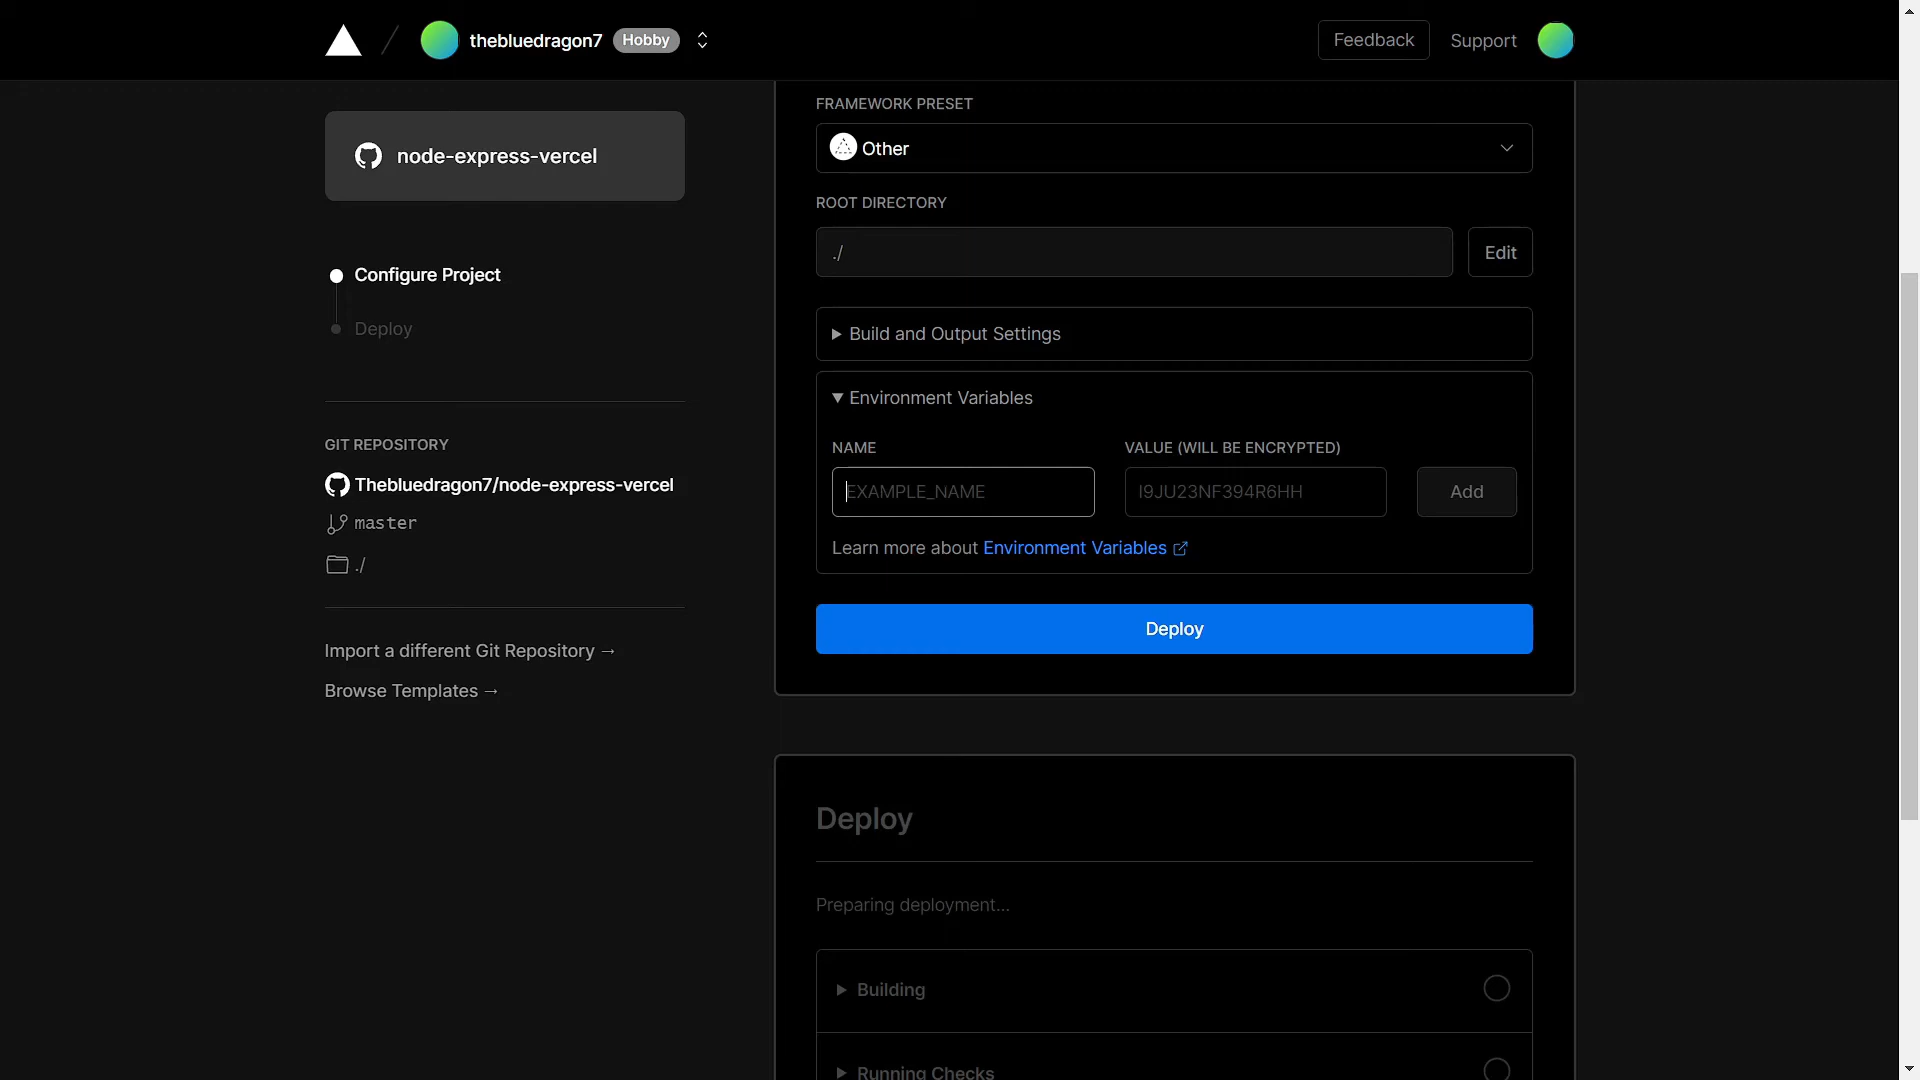 thebluedragon7 Hobby
Feedback Support
node-express-vercel
Configure Project
Deploy
GIT REPOSITORY
Thebluedragon7/node-express-vercel
master
./
Import a different Git Repository →
Browse Templates →
FRAMEWORK PRESET
Other
ROOT DIRECTORY
./ Edit
Build and Output Settings
Environment Variables
NAME VALUE (WILL BE ENCRYPTED)
EXAMPLE_NAME I9JU23NF394R6HH Add
Learn more about Environment Variables
Deploy
Deploy
Preparing deployment...
Building
Running Checks